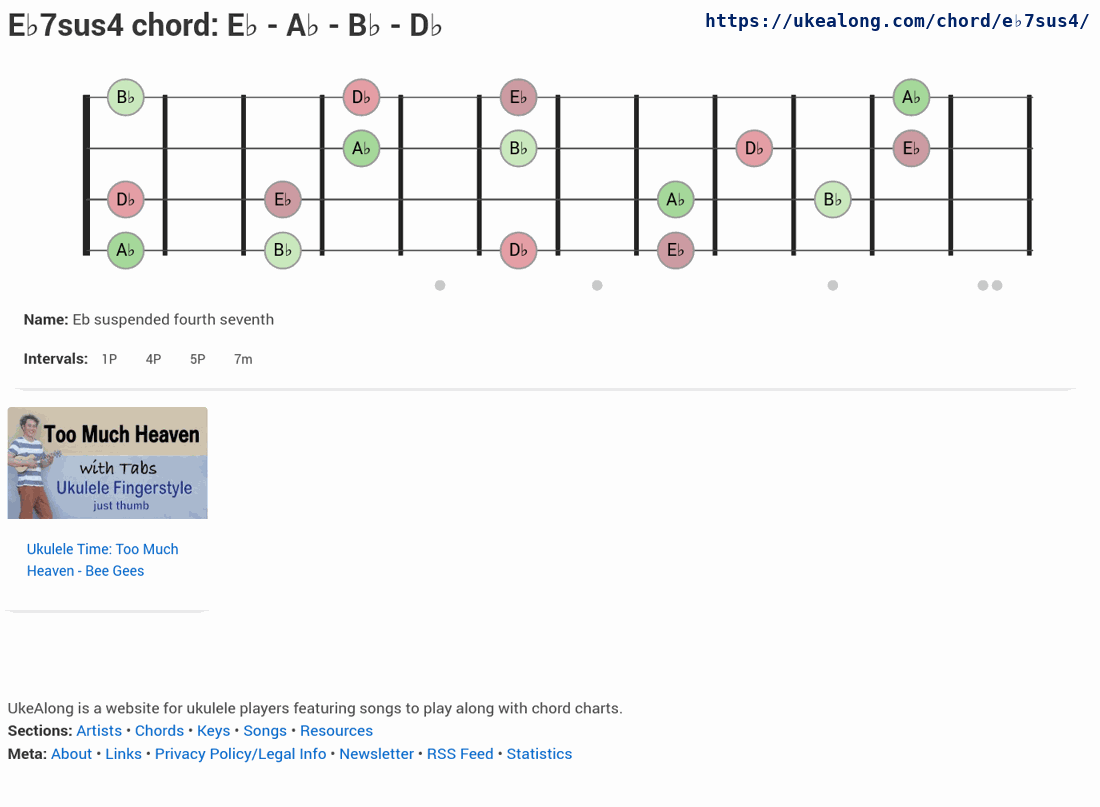 E♭7sus4 chord: E♭ - A♭ - B♭ - D♭
https://ukealong.com/chord/e♭7sus4/
B♭ D♭ E♭ A♭
A♭ B♭ D♭ E♭
D♭ E♭ A♭ B♭
A♭ B♭ D♭ E♭
Name: Eb suspended fourth seventh
Intervals: 1P 4P 5P 7m
Too Much Heaven
with Tabs
Ukulele Fingerstyle
just thumb
Ukulele Time: Too Much
Heaven - Bee Gees
UkeAlong is a website for ukulele players featuring songs to play along with chord charts.
Sections: Artists • Chords • Keys • Songs • Resources
Meta: About • Links • Privacy Policy/Legal Info • Newsletter • RSS Feed • Statistics